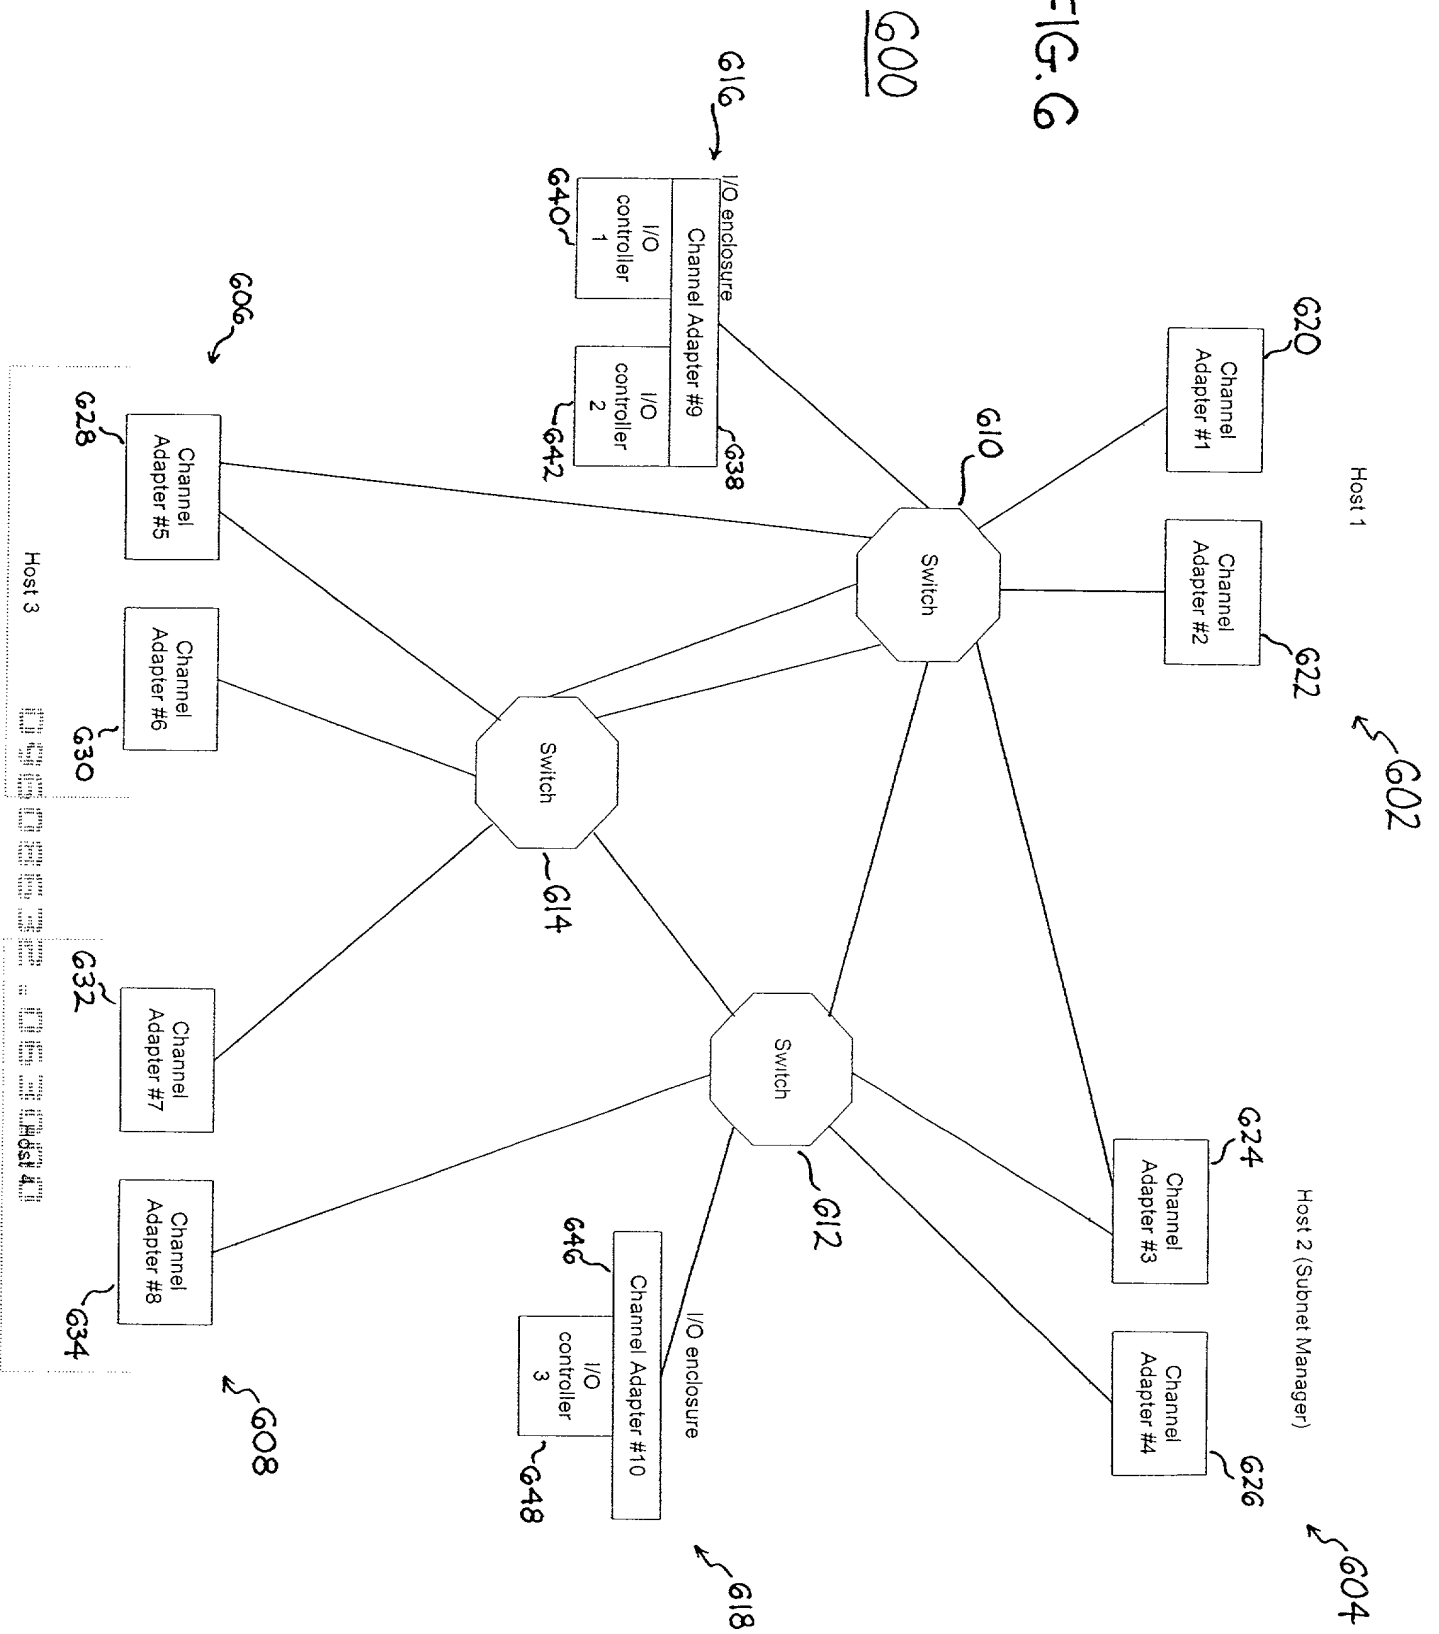 FIG. 6
600
Host 1
602
620
Channel
Adapter #1
622
Channel
Adapter #2
Host 2 (Subnet Manager)
604
624
Channel
Adapter #3
626
Channel
Adapter #4
610
Switch
616
I/O enclosure
Channel Adapter #9
638
I/O
controller
1
640
I/O
controller
2
642
Switch
612
Switch
614
I/O enclosure
618
646
Channel Adapter #10
I/O
controller
3
648
606
628
Channel
Adapter #5
630
Channel
Adapter #6
Host 3
632
Channel
Adapter #7
634
Channel
Adapter #8
608
Host 4